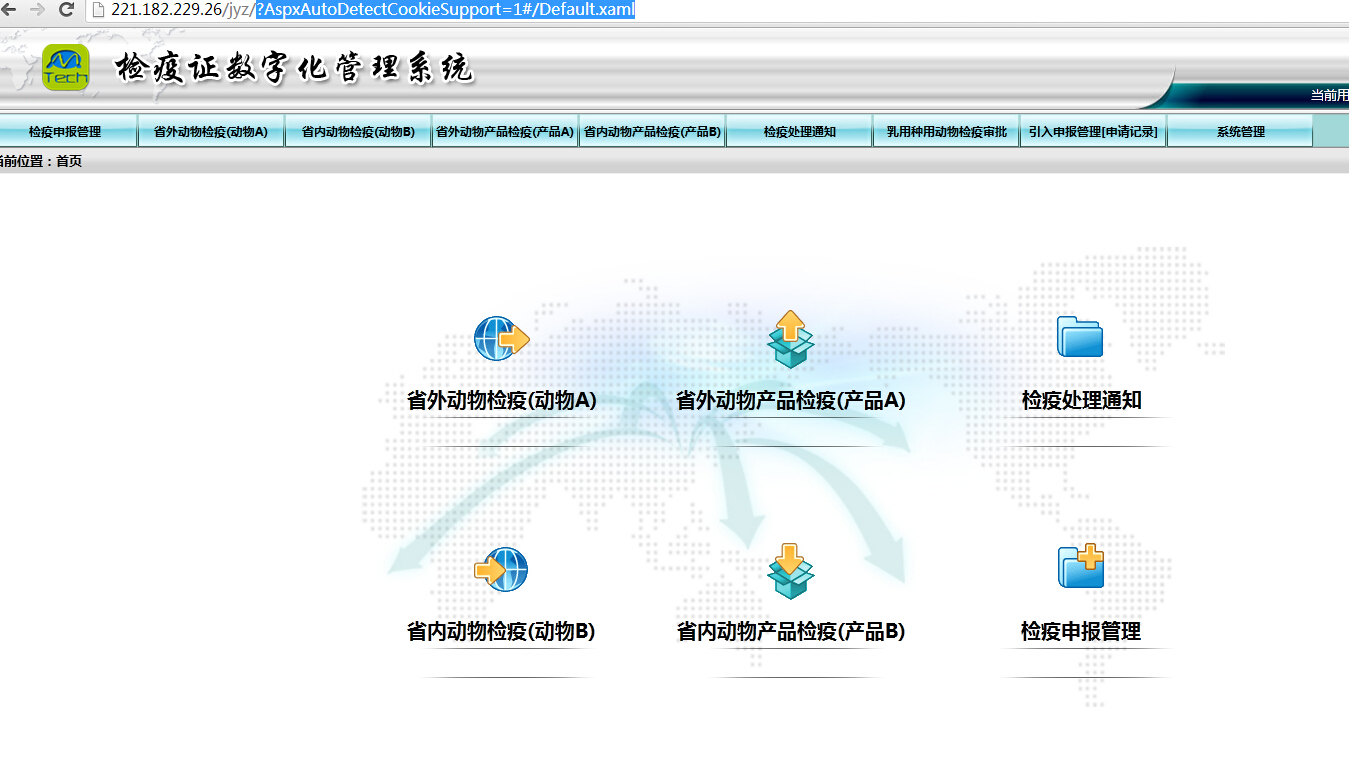 221.182.229.26/jyz/?AspxAutoDetectCookieSupport=1#/Default.xaml
Tech 检疫证数字化管理系统
当前用
检疫申报管理 省外动物检疫(动物A) 省内动物检疫(动物B) 省外动物产品检疫(产品A) 省内动物产品检疫(产品B) 检疫处理通知 乳用种用动物检疫审批 引入申报管理[申请记录] 系统管理
当前位置：首页
省外动物检疫(动物A) 省外动物产品检疫(产品A) 检疫处理通知
省内动物检疫(动物B) 省内动物产品检疫(产品B) 检疫申报管理